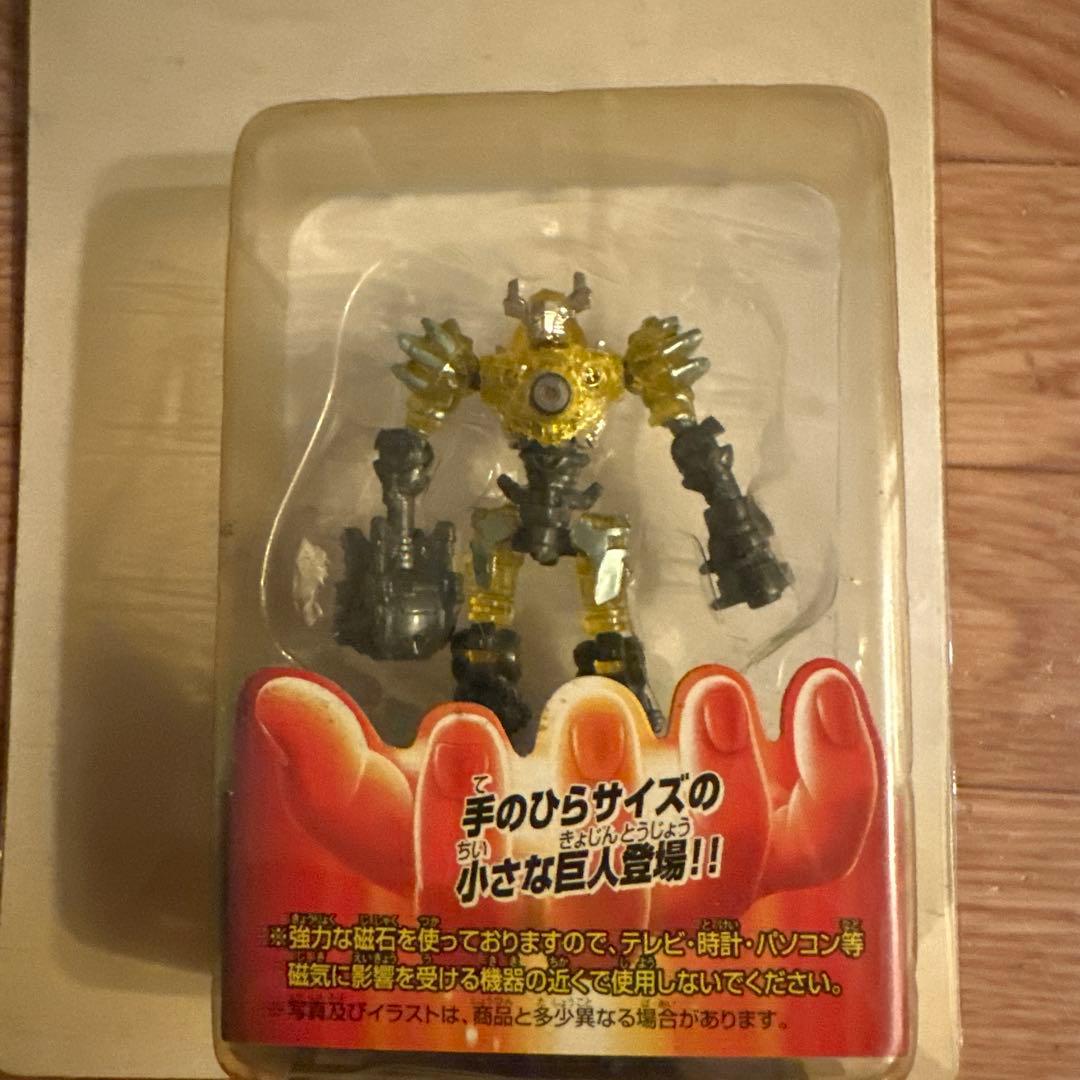 手のひらサイズの
小さな巨人登場!!
※強力な磁石を使っておりますので、テレビ・時計・パソコン等
磁気に影響を受ける機器の近くで使用しないでください。
※写真及びイラストは、商品と多少異なる場合があります。